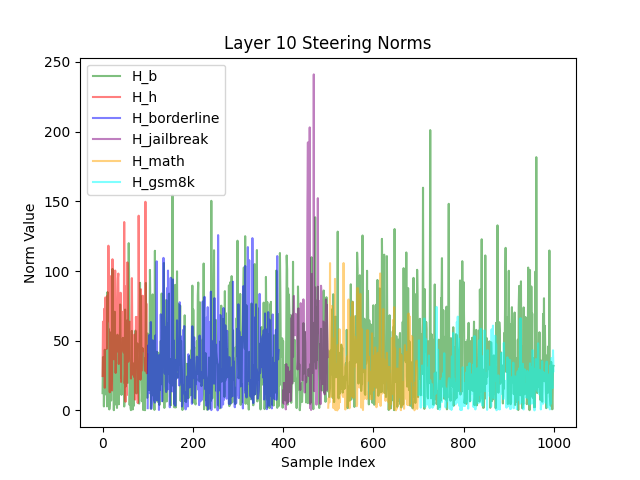 Layer 10 Steering Norms
250
200
150
100
50
0
Norm Value
H_b
H_h
H_borderline
H_jailbreak
H_math
H_gsm8k
0
200
400
600
800
1000
Sample Index